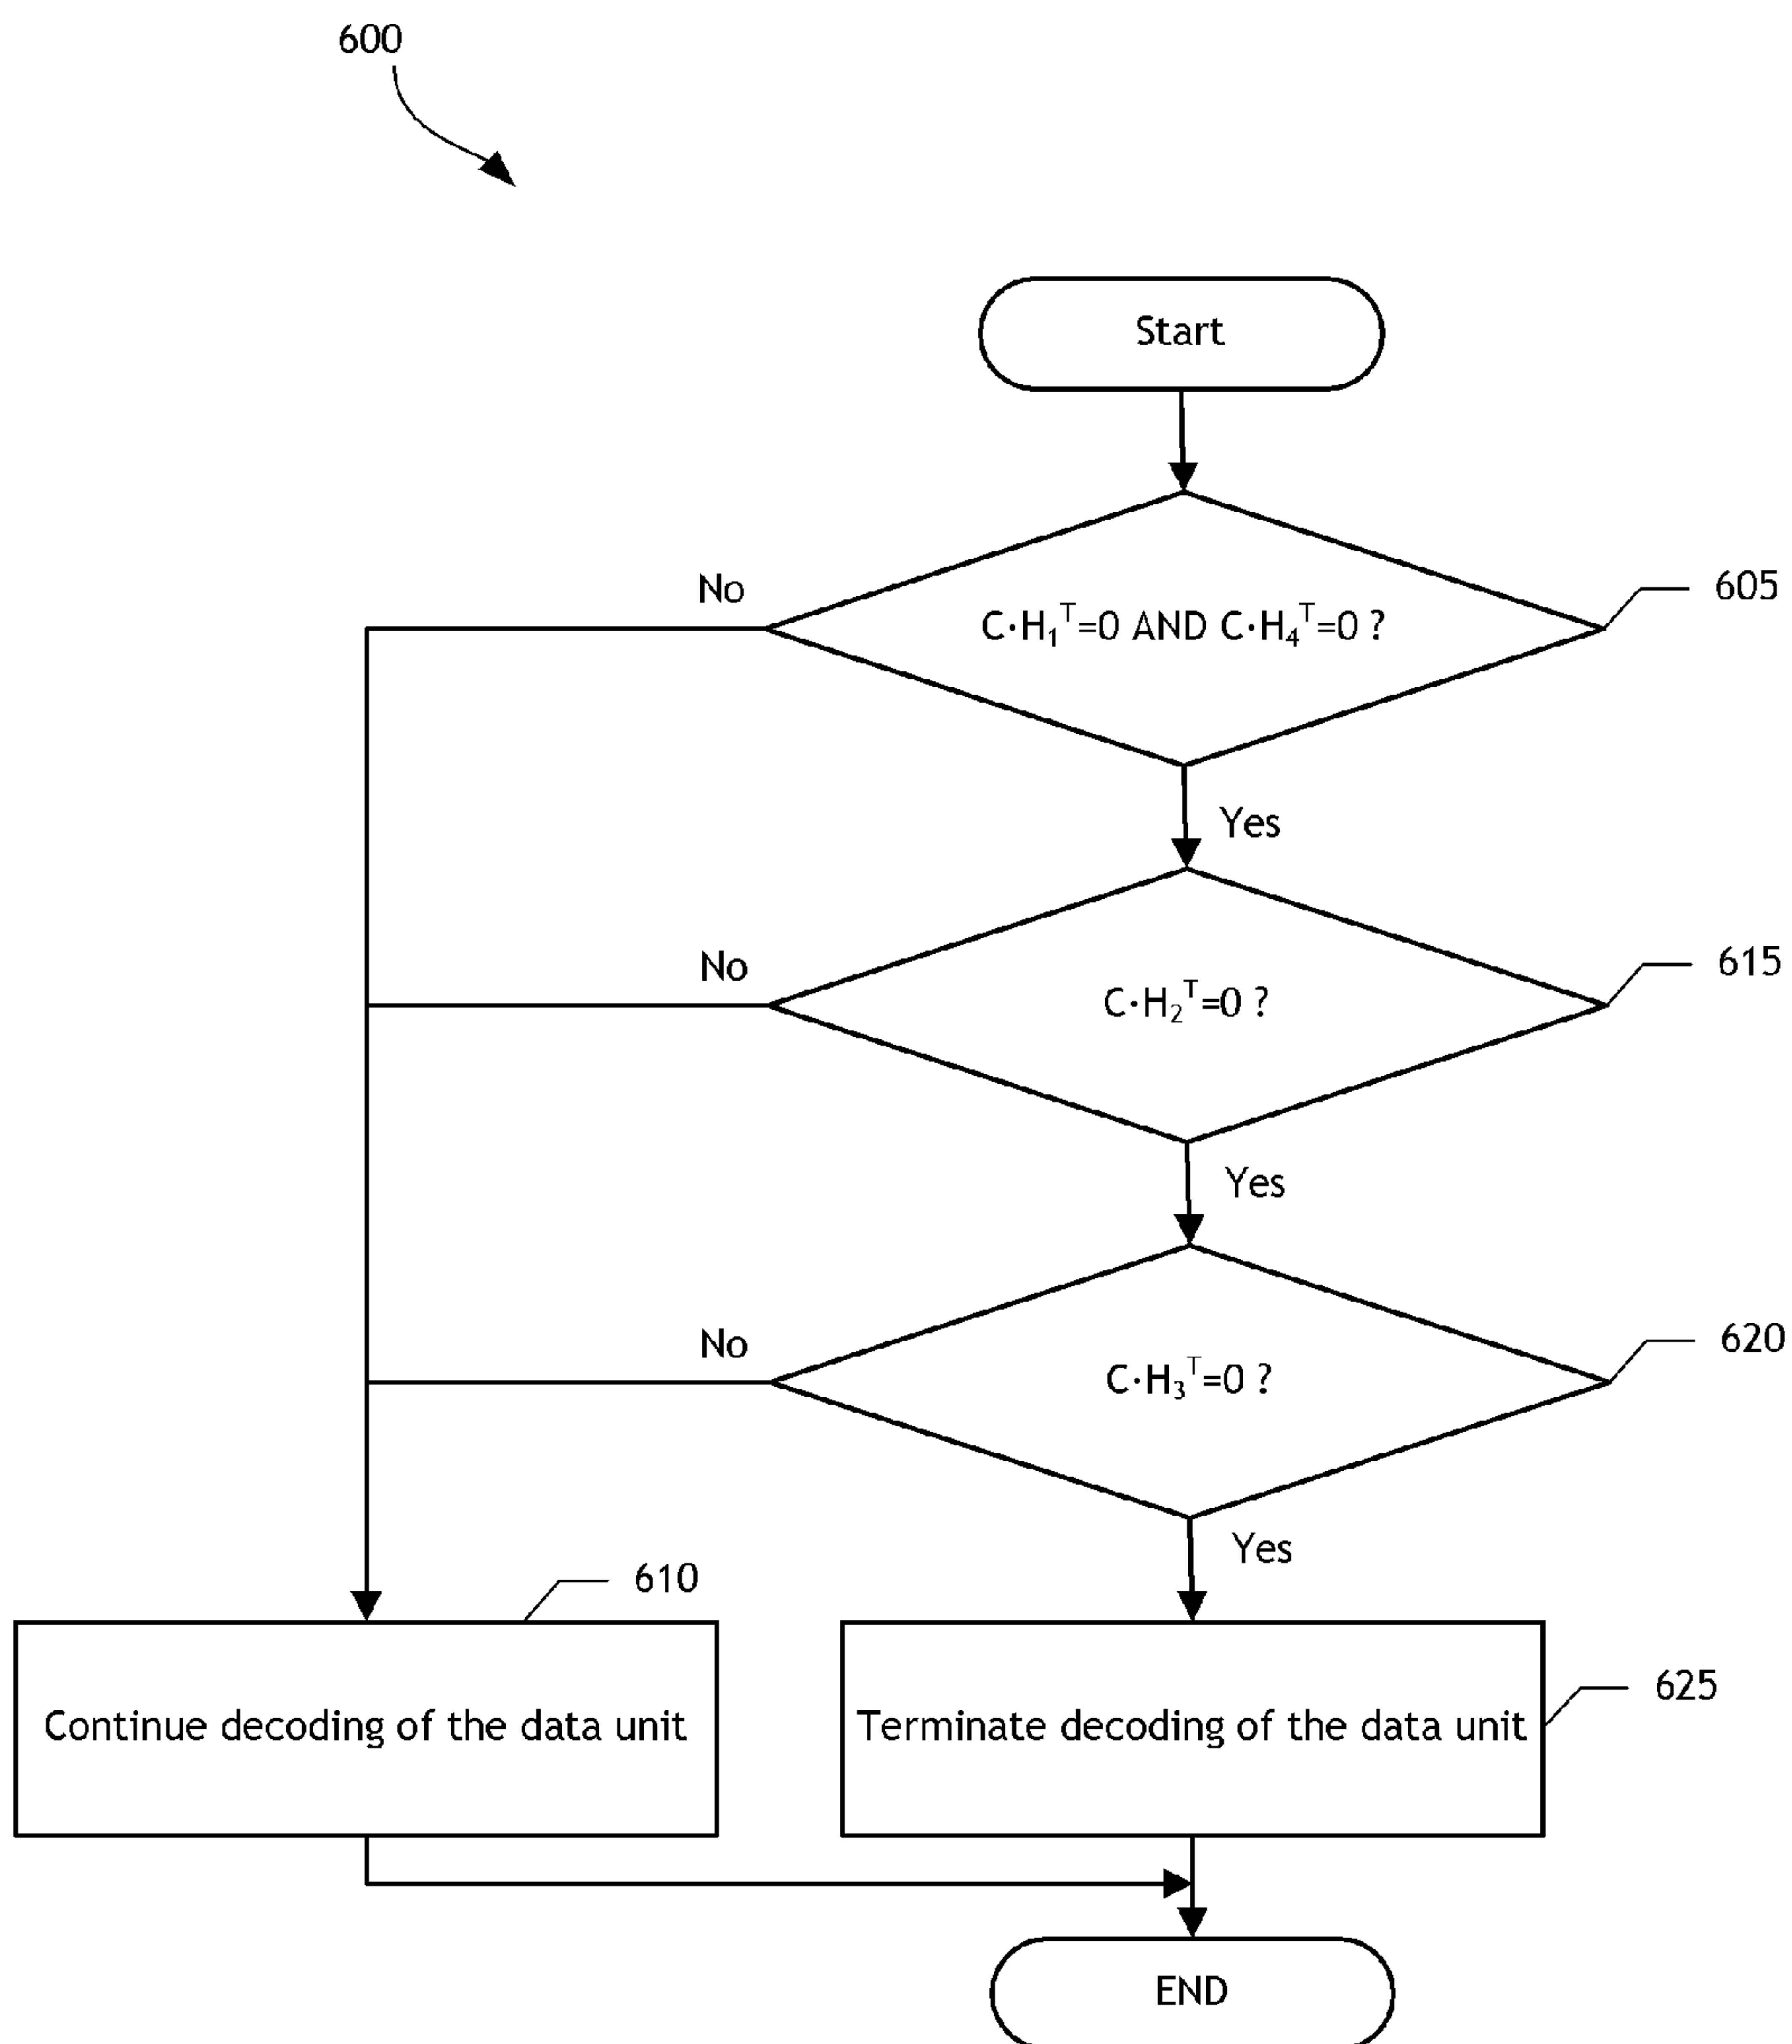 600
Start
No
C·H₁ᵀ=0 AND C·H₄ᵀ=0 ?
605
Yes
No
C·H₂ᵀ=0 ?
615
Yes
No
C·H₃ᵀ=0 ?
620
Yes
610
Continue decoding of the data unit
Terminate decoding of the data unit
625
END